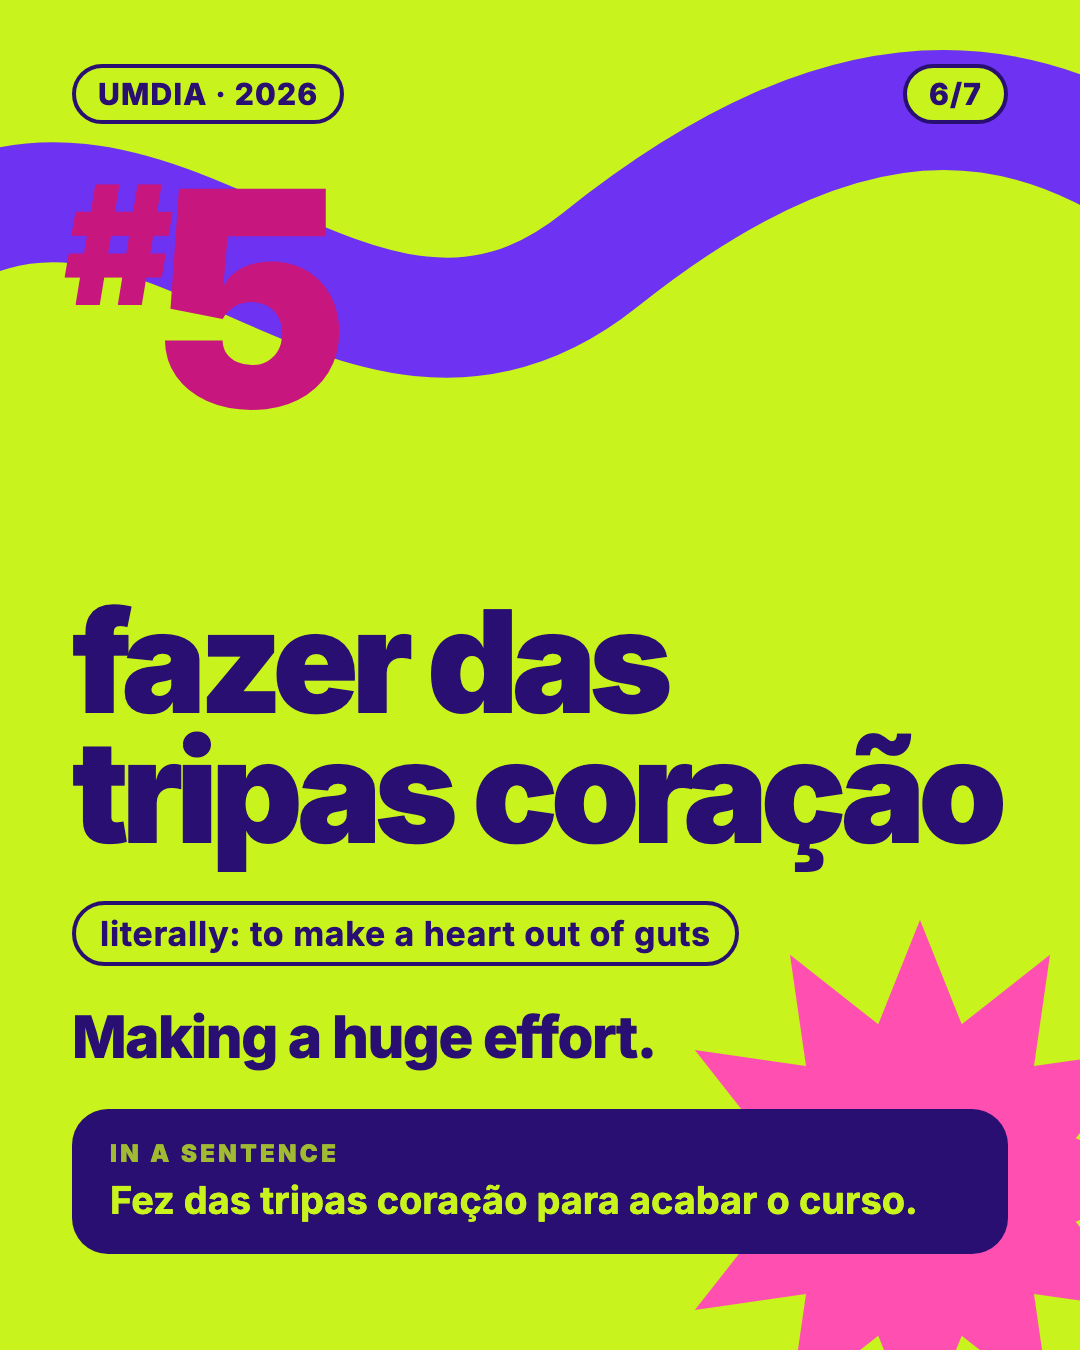 UMDIA · 2026
6/7
#5
fazer das
tripas coração
literally: to make a heart out of guts
Making a huge effort.
IN A SENTENCE
Fez das tripas coração para acabar o curso.